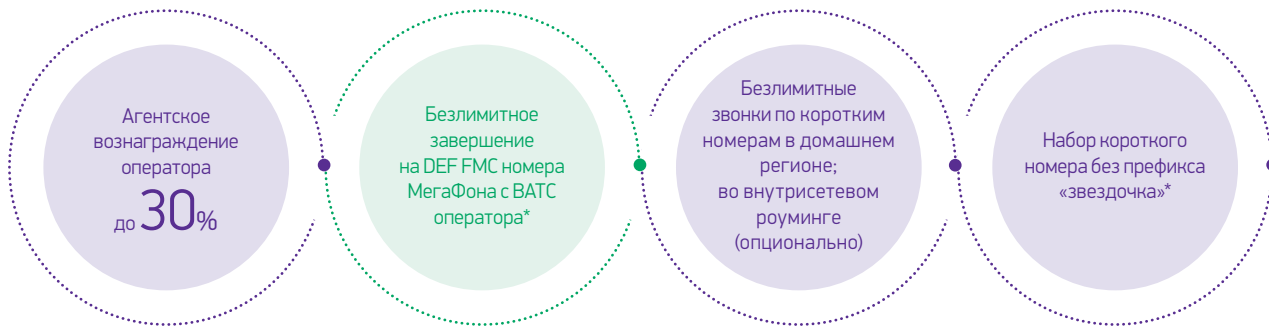 Агентское
вознаграждение
оператора
до 30%
Безлимитное
завершение
на DEF FMC номера
МегаФона с ВАТС
оператора*
Безлимитные
звонки по коротким
номерам в домашнем
регионе;
во внутрисетевом
роуминге
(опционально)
Набор короткого
номера без префикса
«звездочка»*